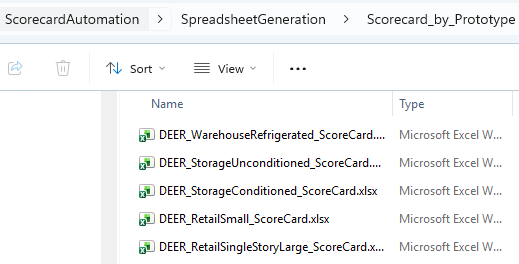 ScorecardAutomation > SpreadsheetGeneration > Scorecard_by_Prototype
Sort View ...
Name Type
DEER_WarehouseRefrigerated_ScoreCard.... Microsoft Excel W...
DEER_StorageUnconditioned_ScoreCard.... Microsoft Excel W...
DEER_StorageConditioned_ScoreCard.xlsx Microsoft Excel W...
DEER_RetailSmall_ScoreCard.xlsx Microsoft Excel W...
DEER_RetailSingleStoryLarge_ScoreCard.x... Microsoft Excel W...